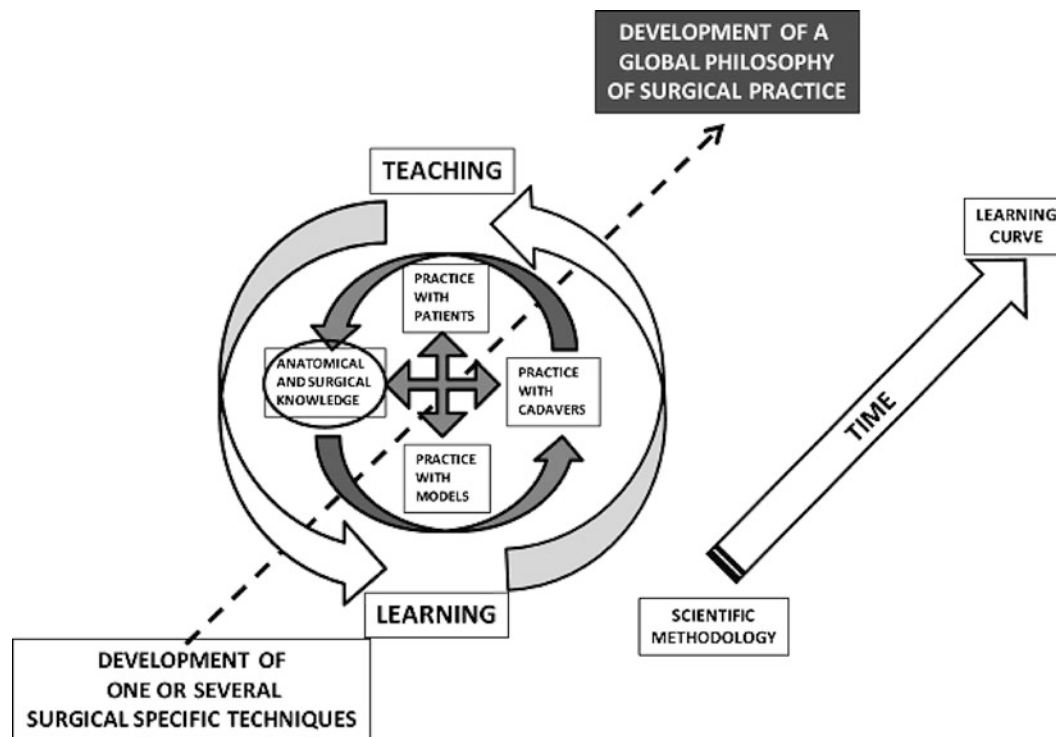 DEVELOPMENT OF A
GLOBAL PHILOSOPHY
OF SURGICAL PRACTICE
TEACHING
LEARNING
CURVE
PRACTICE
WITH
PATIENTS
ANATOMICAL
AND SURGICAL
KNOWLEDGE
PRACTICE
WITH
CADAVERS
PRACTICE
WITH
MODELS
TIME
LEARNING
SCIENTIFIC
METHODOLOGY
DEVELOPMENT OF
ONE OR SEVERAL
SURGICAL SPECIFIC TECHNIQUES